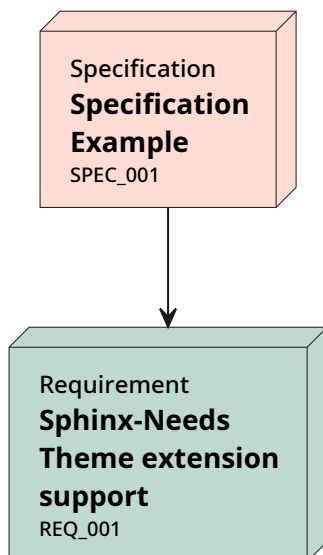 Specification
Specification
Example
SPEC_001
Requirement
Sphinx-Needs
Theme extension
support
REQ_001